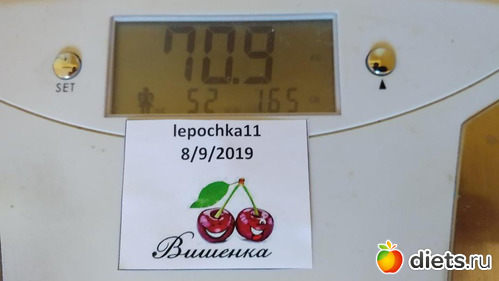 70.9
52 165
SET
lepochka11
8/9/2019
Вишенка
diets.ru